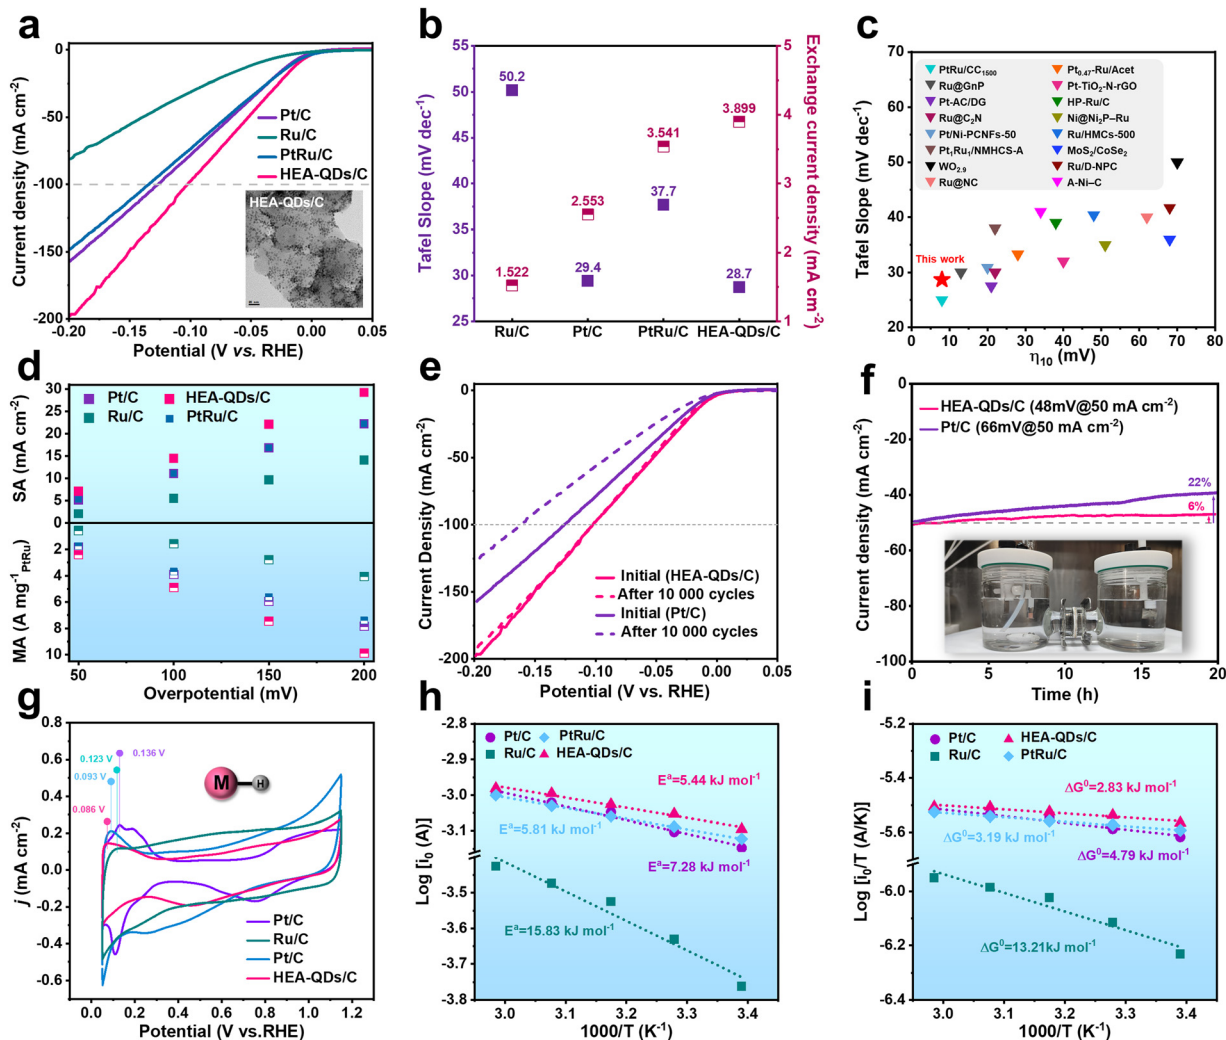 a
0
-50
-100
-150
-200
Current density (mA cm⁻²)
Pt/C
Ru/C
PtRu/C
HEA-QDs/C
HEA-QDs/C
-0.20
-0.15
-0.10
-0.05
0.00
0.05
Potential (V vs. RHE)
b
55
50
45
40
35
30
25
Tafel Slope (mV dec⁻¹)
50.2
1.522
2.553
29.4
3.541
37.7
3.899
28.7
5
4
3
2
1
Exchange current density (mA cm⁻²)
Ru/C
Pt/C
PtRu/C
HEA-QDs/C
c
70
60
50
40
30
20
Tafel Slope (mV dec⁻¹)
PtRu/CC₁₅₀₀
Ru@GnP
Pt-AC/DG
Ru@C₂N
Pt/Ni-PCNFs-50
Pt₁Ru₁/NMHCS-A
WO₂.₉
Ru@NC
Pt₀.₄₇-Ru/Acet
Pt-TiO₂-N-rGO
HP-Ru/C
Ni@Ni₂P–Ru
Ru/HMCs-500
MoS₂/CoSe₂
Ru/D-NPC
A-Ni–C
This work
0
10
20
30
40
50
60
70
80
η₁₀ (mV)
d
30
25
20
15
10
5
0
2
4
6
8
10
SA (mA cm⁻²)
MA (A mg⁻¹PtRu)
Pt/C
HEA-QDs/C
Ru/C
PtRu/C
50
100
150
200
Overpotential (mV)
e
0
-50
-100
-150
-200
Current Density (mA cm⁻²)
Initial (HEA-QDs/C)
After 10 000 cycles
Initial (Pt/C)
After 10 000 cycles
-0.20
-0.15
-0.10
-0.05
0.00
0.05
Potential (V vs. RHE)
f
0
-20
-40
-60
-80
-100
Current density (mA cm⁻²)
HEA-QDs/C (48mV@50 mA cm⁻²)
Pt/C (66mV@50 mA cm⁻²)
22%
6%
0
5
10
15
20
Time (h)
g
0.8
0.6
0.4
0.2
0.0
-0.2
-0.4
-0.6
j (mA cm⁻²)
0.136 V
0.123 V
0.093 V
0.086 V
M
H
Pt/C
Ru/C
Pt/C
HEA-QDs/C
0.0
0.2
0.4
0.6
0.8
1.0
1.2
Potential (V vs.RHE)
h
-2.8
-2.9
-3.0
-3.1
-3.5
-3.6
-3.7
-3.8
Log [i₀ (A)]
Pt/C
PtRu/C
Ru/C
HEA-QDs/C
Eᵃ=5.44 kJ mol⁻¹
Eᵃ=5.81 kJ mol⁻¹
Eᵃ=7.28 kJ mol⁻¹
Eᵃ=15.83 kJ mol⁻¹
3.0
3.1
3.2
3.3
3.4
1000/T (K⁻¹)
i
-5.2
-5.4
-5.6
-6.0
-6.2
-6.4
Log [i₀/T (A/K)]
Pt/C
HEA-QDs/C
Ru/C
PtRu/C
ΔG⁰=2.83 kJ mol⁻¹
ΔG⁰=3.19 kJ mol⁻¹
ΔG⁰=4.79 kJ mol⁻¹
ΔG⁰=13.21kJ mol⁻¹
3.0
3.1
3.2
3.3
3.4
1000/T (K⁻¹)